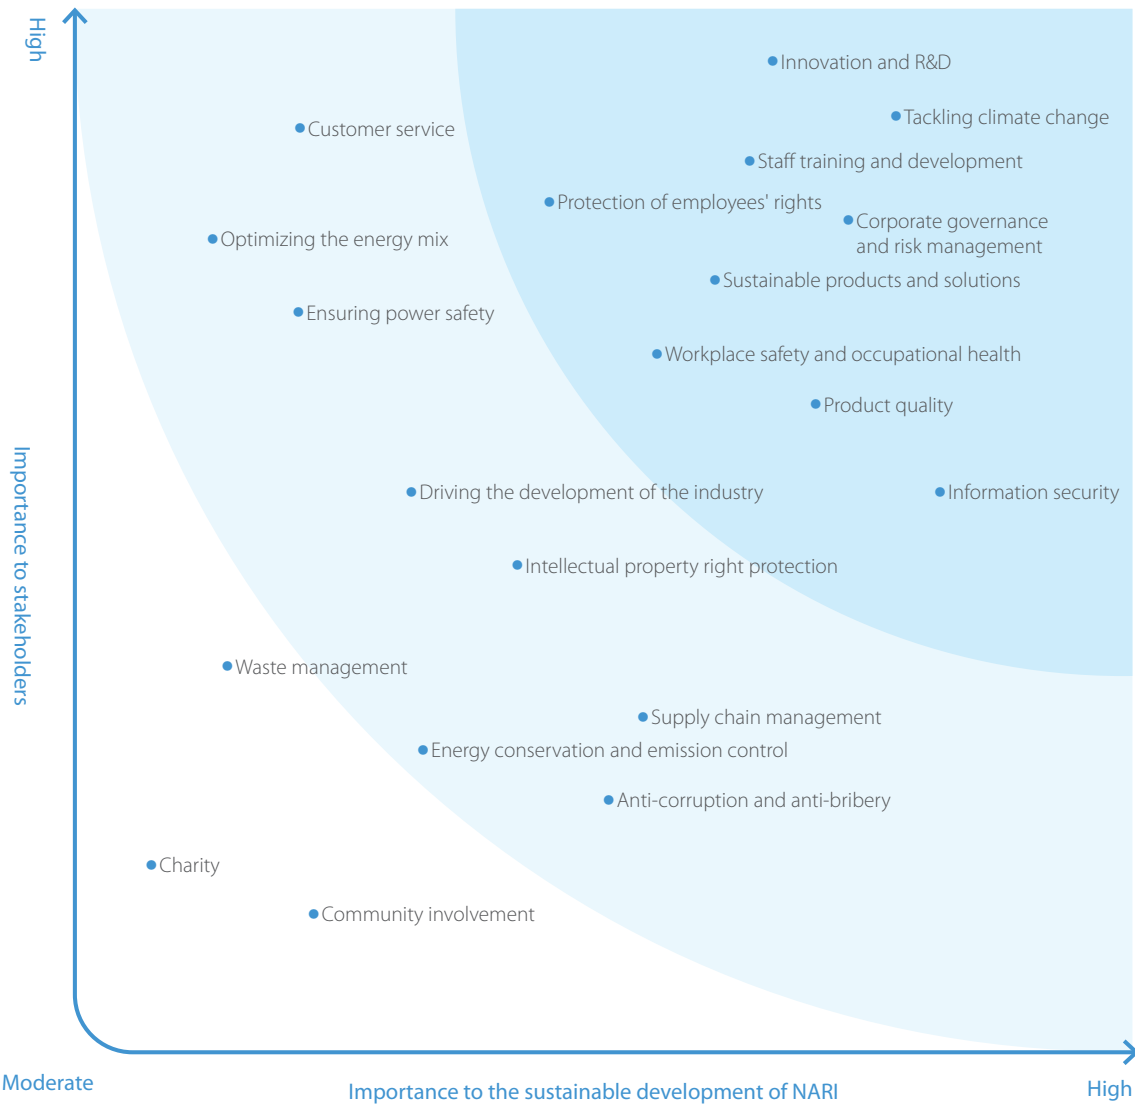 High
Innovation and R&D
Tackling climate change
Customer service
Staff training and development
Protection of employees' rights
Corporate governance
and risk management
Optimizing the energy mix
Sustainable products and solutions
Ensuring power safety
Workplace safety and occupational health
Product quality
Importance to stakeholders
Driving the development of the industry
Information security
Intellectual property right protection
Waste management
Supply chain management
Energy conservation and emission control
Anti-corruption and anti-bribery
Charity
Community involvement
Moderate
Importance to the sustainable development of NARI
High